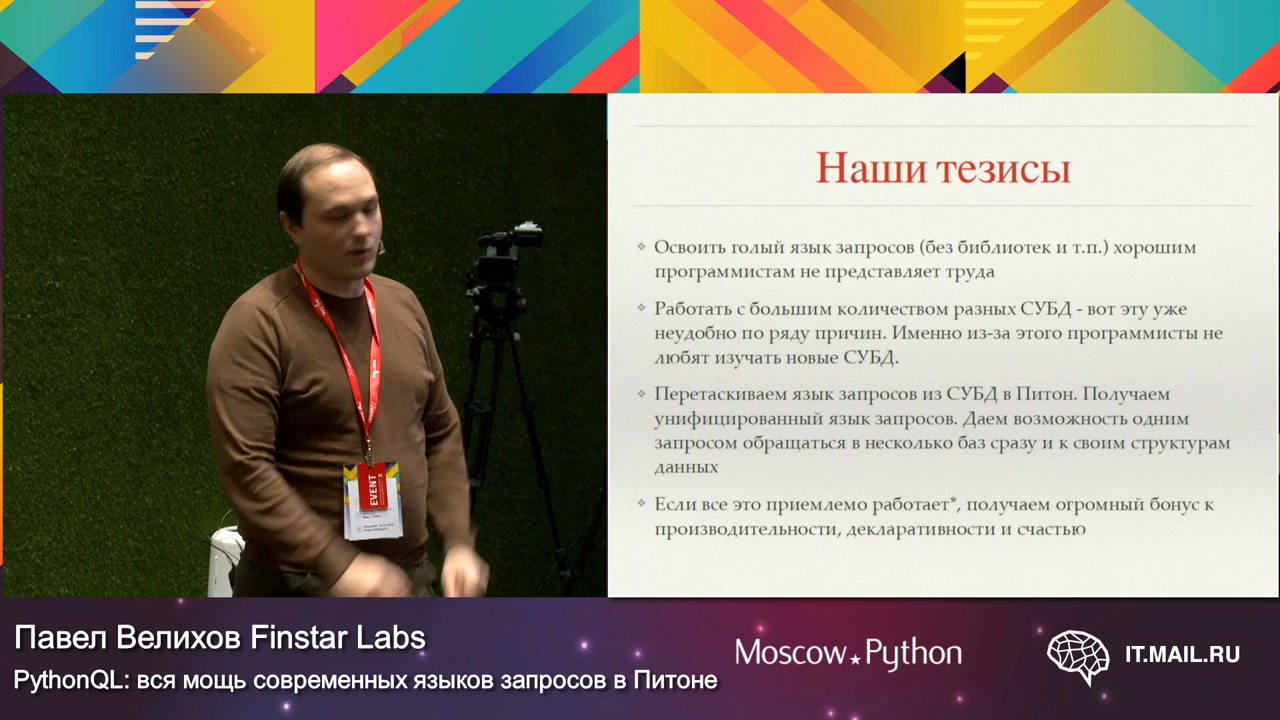 Наши тезисы
Освоить голый язык запросов (без библиотек и т.п.) хорошим
программистам не представляет труда
Работать с большим количеством разных СУБД - вот эту уже
неудобно по ряду причин. Именно из-за этого программисты не
любят изучать новые СУБД.
Перетаскиваем язык запросов из СУБД в Питон. Получаем
унифицированный язык запросов. Даем возможность одним
запросом обращаться в несколько баз сразу и к своим структурам
данных
Если все это приемлемо работает*, получаем огромный бонус к
производительности, декларативности и счастью
EVENT
Павел Велихов Finstar Labs
PythonQL: вся мощь современных языков запросов в Питоне
Moscow Python
IT.MAIL.RU